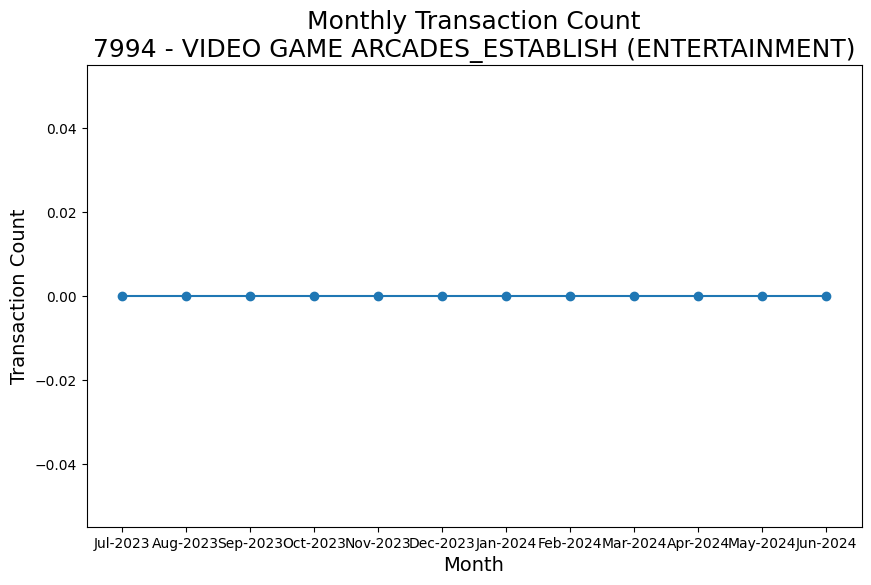 Monthly Transaction Count
7994 - VIDEO GAME ARCADES_ESTABLISH (ENTERTAINMENT)
Transaction Count
0.04
0.02
0.00
−0.02
−0.04
Jul-2023 Aug-2023 Sep-2023 Oct-2023 Nov-2023 Dec-2023 Jan-2024 Feb-2024 Mar-2024 Apr-2024 May-2024 Jun-2024
Month